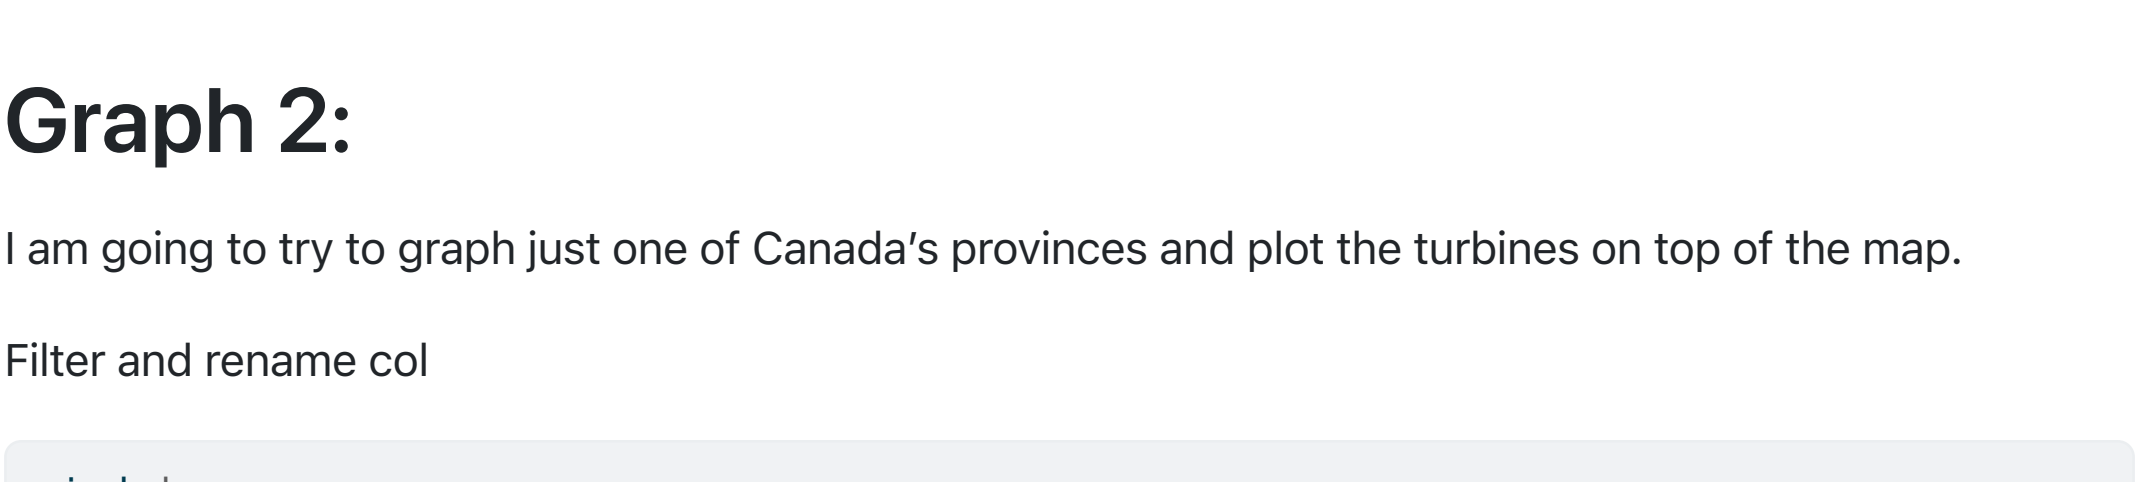 Graph 2:
I am going to try to graph just one of Canada’s provinces and plot the turbines on top of the map.
Filter and rename col